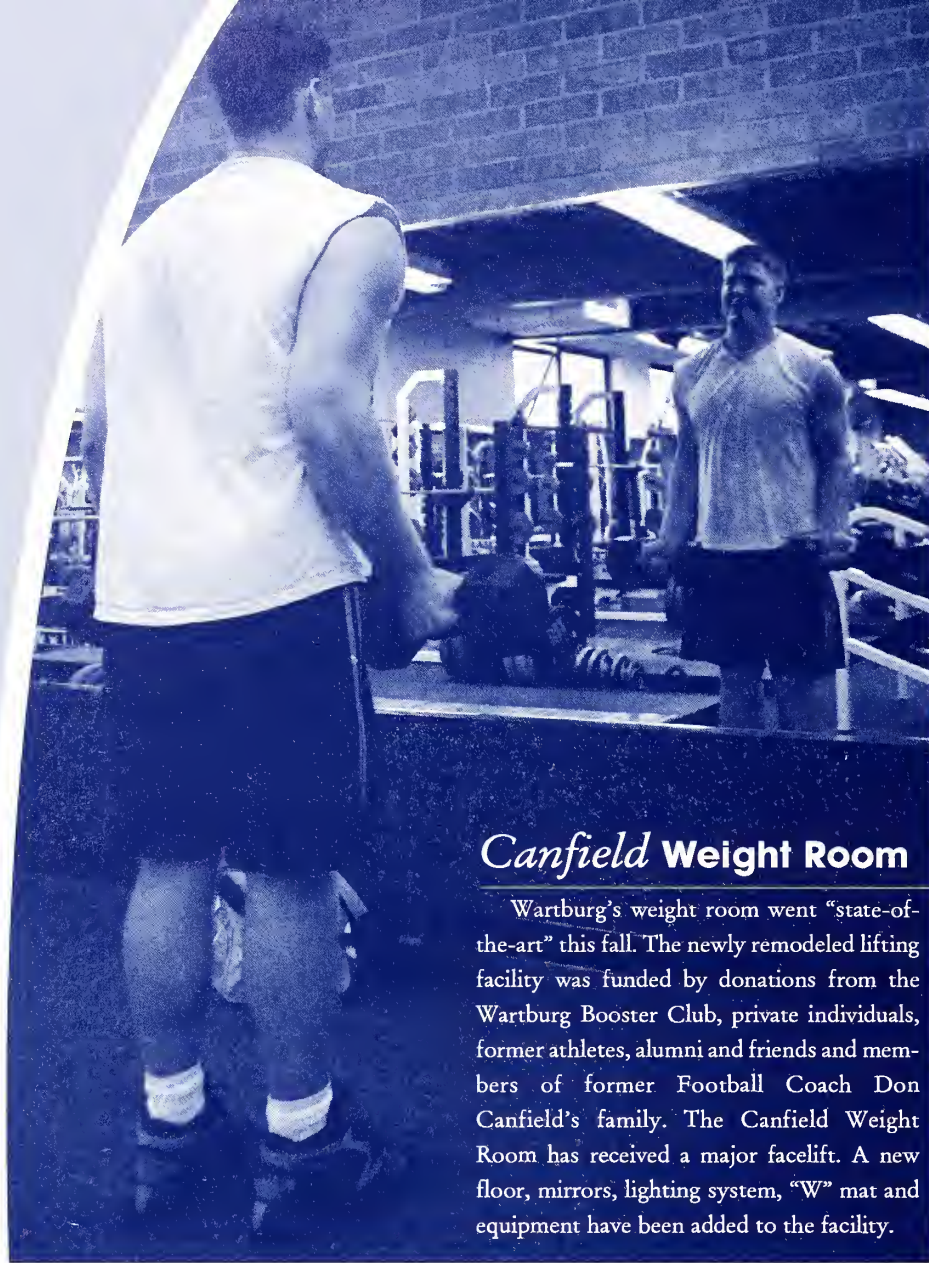 Canfield Weight Room
Wartburg's weight room went “state-of-
the-art” this fall. The newly remodeled lifting
facility was funded by donations from the
Wartburg Booster Club, private individuals,
former athletes, alumni and friends and mem-
bers of former Football Coach Don
Canfield's family. The Canfield Weight
Room has received a major facelift. A new
floor, mirrors, lighting system, “W” mat and
equipment have been added to the facility.